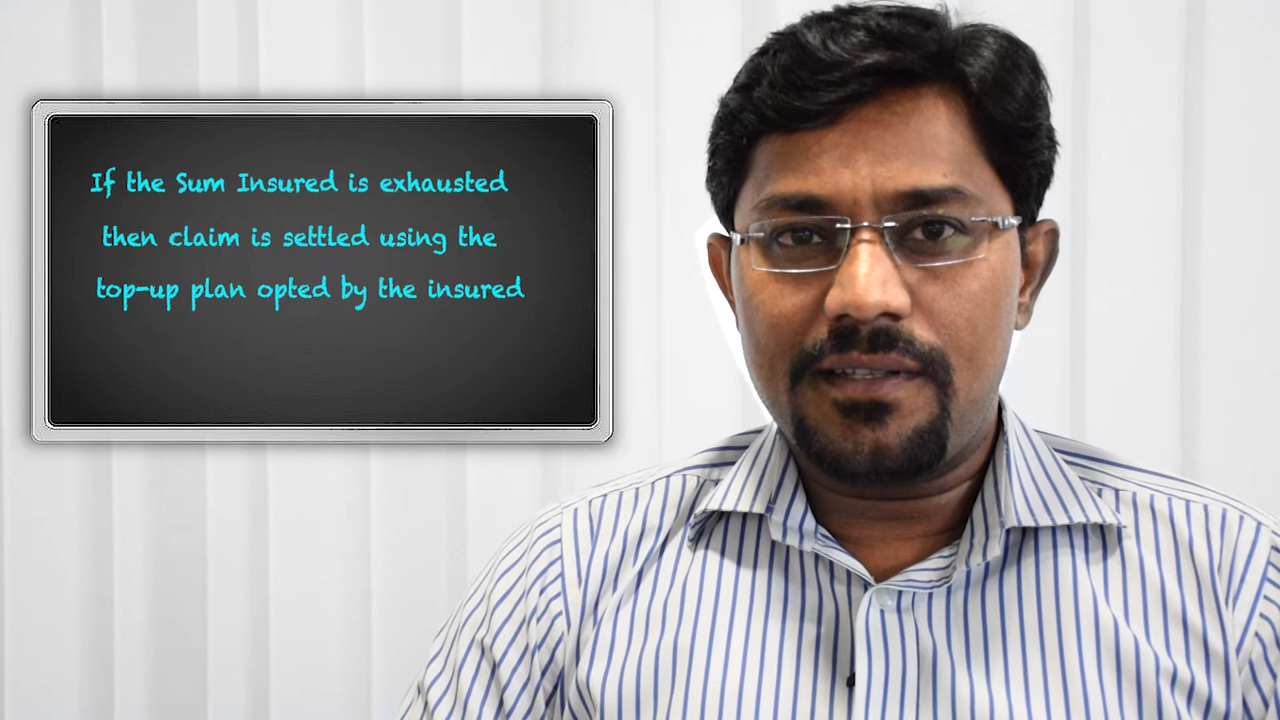 If the Sum Insured is exhausted
then claim is settled using the
top-up plan opted by the insured